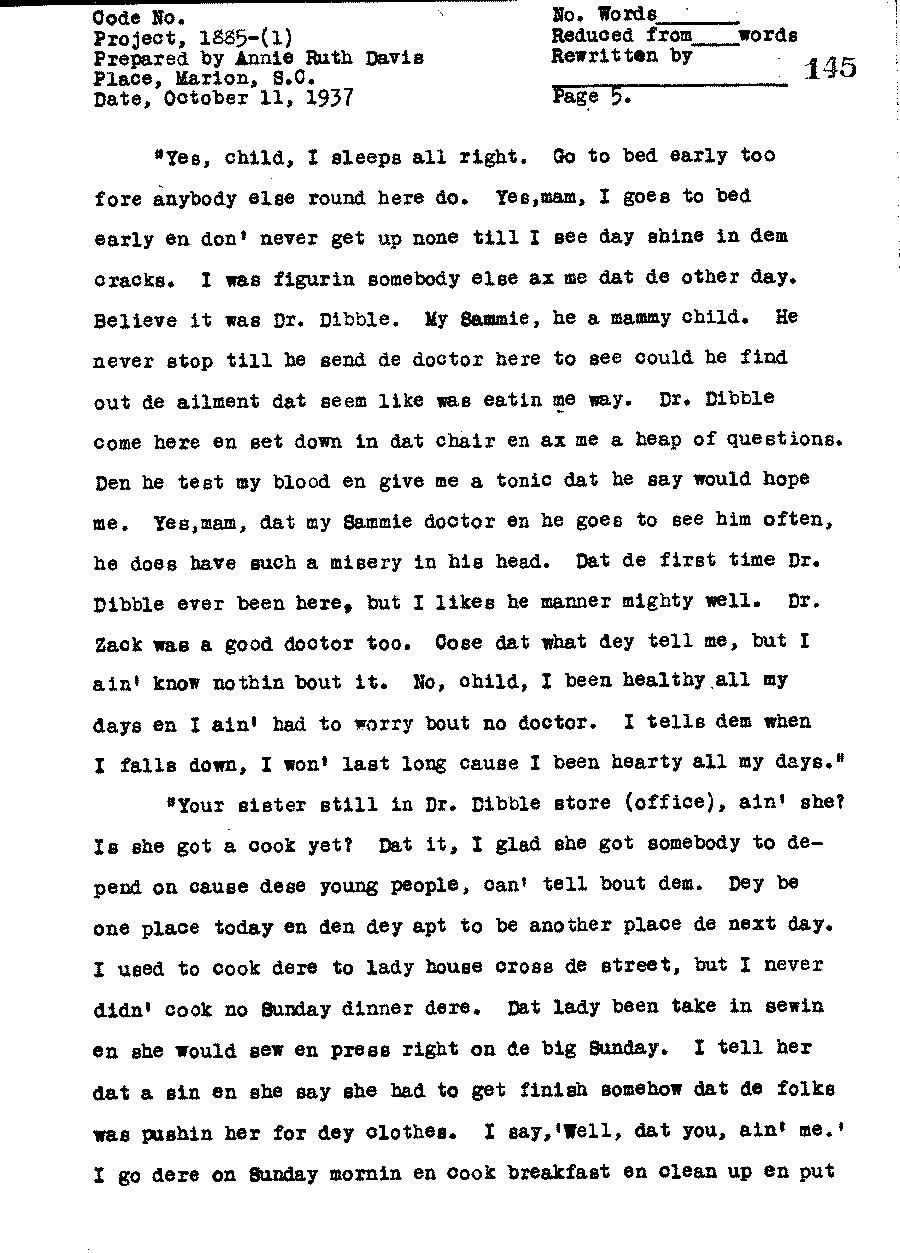 Code No.
No. Words
Project, 1885-(1)
Reduced from____words
Prepared by Annie Ruth Davis
Rewritten by
Place, Marion, S.C.
145
Date, October 11, 1937
Page 5.
"Yes, child, I sleeps all right. Go to bed early too
fore anybody else round here do. Yes,mam, I goes to bed
early en don' never get up none till I see day shine in dem
cracks. I was figurin somebody else ax me dat de other day.
Believe it was Dr. Dibble. My Sammie, he a mammy child. He
never stop till he send de doctor here to see could he find
out de ailment dat seem like was eatin me way. Dr. Dibble
come here en set down in dat chair en ax me a heap of questions.
Den he test my blood en give me a tonic dat he say would hope
me. Yes,mam, dat my Sammie doctor en he goes to see him often,
he does have such a misery in his head. Dat de first time Dr.
Dibble ever been here, but I likes he manner mighty well. Dr.
Zack was a good doctor too. Cose dat what dey tell me, but I
ain' know nothin bout it. No, child, I been healthy all my
days en I ain' had to worry bout no doctor. I tells dem when
I falls down, I won' last long cause I been hearty all my days."
"Your sister still in Dr. Dibble store (office), ain' she?
Is she got a cook yet? Dat it, I glad she got somebody to de-
pend on cause dese young people, can' tell bout dem. Dey be
one place today en den dey apt to be another place de next day.
I used to cook dere to lady house cross de street, but I never
didn' cook no Sunday dinner dere. Dat lady been take in sewin
en she would sew en press right on de big Sunday. I tell her
dat a sin en she say she had to get finish somehow dat de folks
was pushin her for dey clothes. I say,'Well, dat you, ain' me.'
I go dere on Sunday mornin en cook breakfast en clean up en put